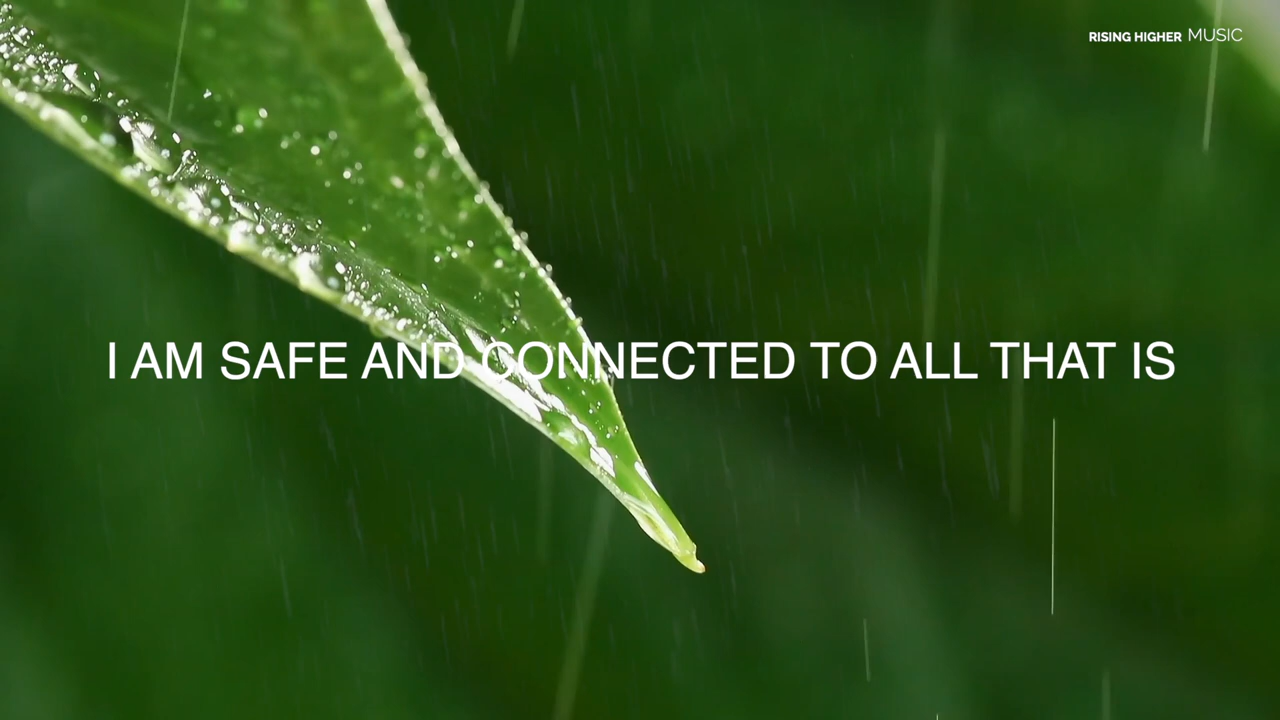 RISING HIGHER MUSIC
I AM SAFE AND CONNECTED TO ALL THAT IS